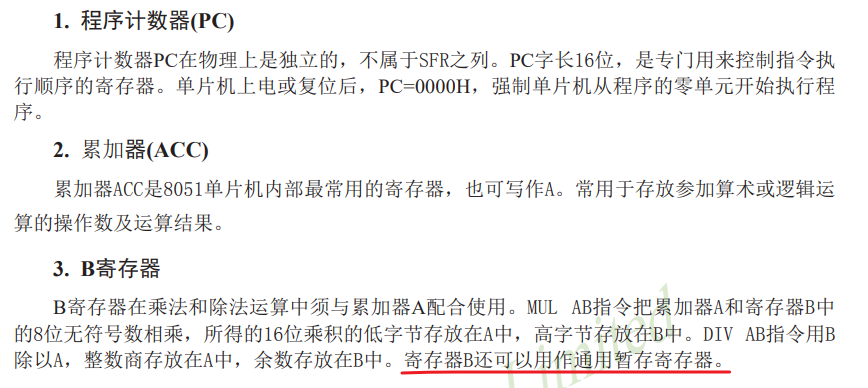 1. 程序计数器(PC)
程序计数器PC在物理上是独立的，不属于SFR之列。PC字长16位，是专门用来控制指令执
行顺序的寄存器。单片机上电或复位后，PC=0000H，强制单片机从程序的零单元开始执行程
序。
2. 累加器(ACC)
累加器ACC是8051单片机内部最常用的寄存器，也可写作A。常用于存放参加算术或逻辑运
算的操作数及运算结果。
3. B寄存器
B寄存器在乘法和除法运算中须与累加器A配合使用。MUL AB指令把累加器A和寄存器B中
的8位无符号数相乘，所得的16位乘积的低字节存放在A中，高字节存放在B中。DIV AB指令用B
除以A，整数商存放在A中，余数存放在B中。寄存器B还可以用作通用暂存寄存器。
Limited